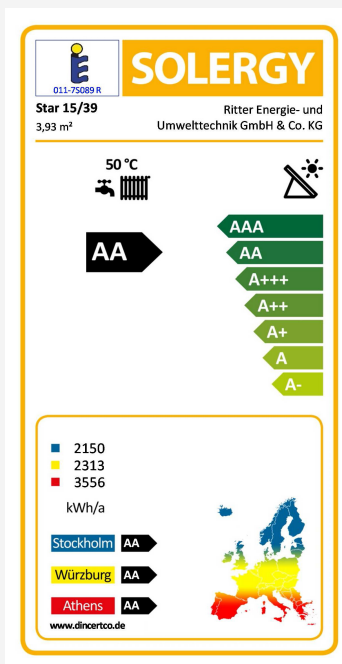 011-7S089 R
SOLERGY
Star 15/39
3,93 m²
Ritter Energie- und
Umwelttechnik GmbH & Co. KG
50 °C
AA
AAA
AA
A+++
A++
A+
A
A-
2150
2313
3556
kWh/a
Stockholm AA
Würzburg AA
Athens AA
www.dincertco.de